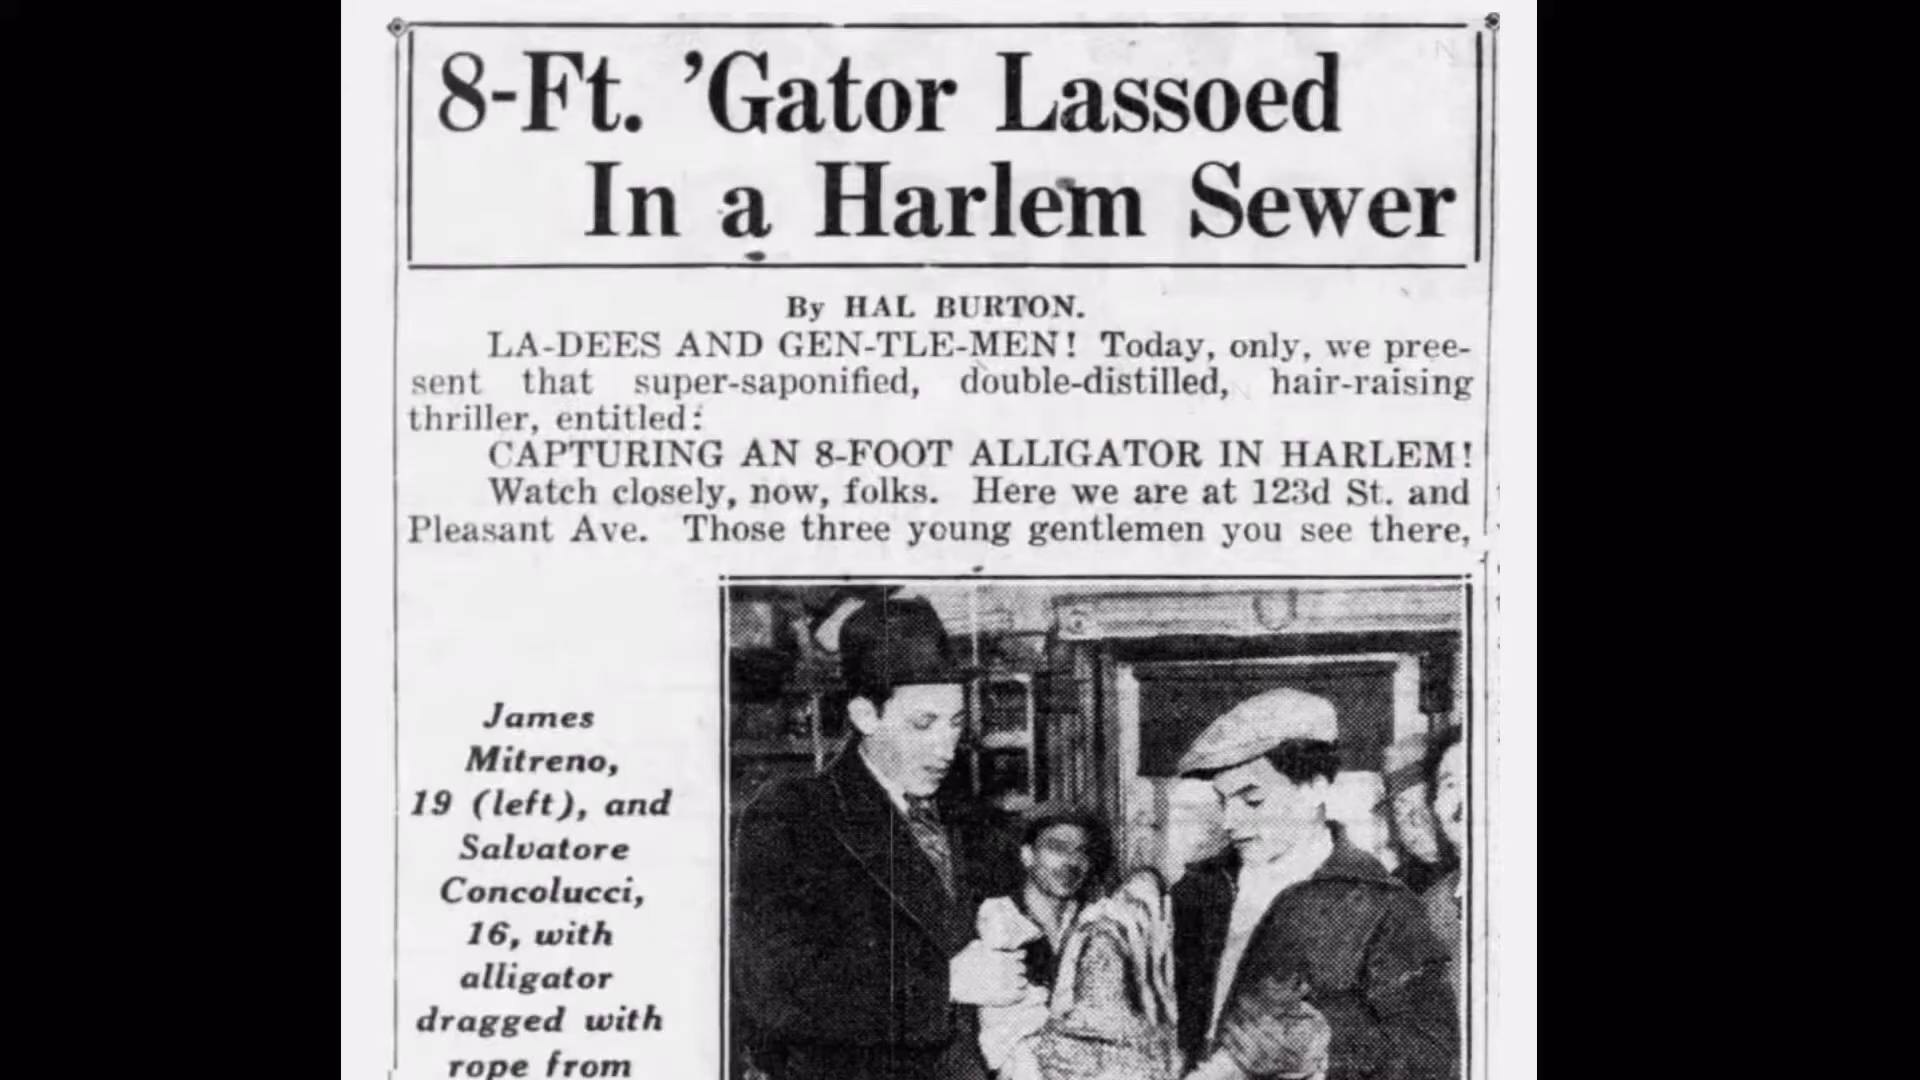 8-Ft. 'Gator Lassoed
In a Harlem Sewer
By HAL BURTON.
LA-DEES AND GEN-TLE-MEN! Today, only, we pree-
sent that super-saponified, double-distilled, hair-raising
thriller, entitled:
CAPTURING AN 8-FOOT ALLIGATOR IN HARLEM!
Watch closely, now, folks. Here we are at 123d St. and
Pleasant Ave. Those three young gentlemen you see there,
James
Mitreno,
19 (left), and
Salvatore
Concolucci,
16, with
alligator
dragged with
rope from